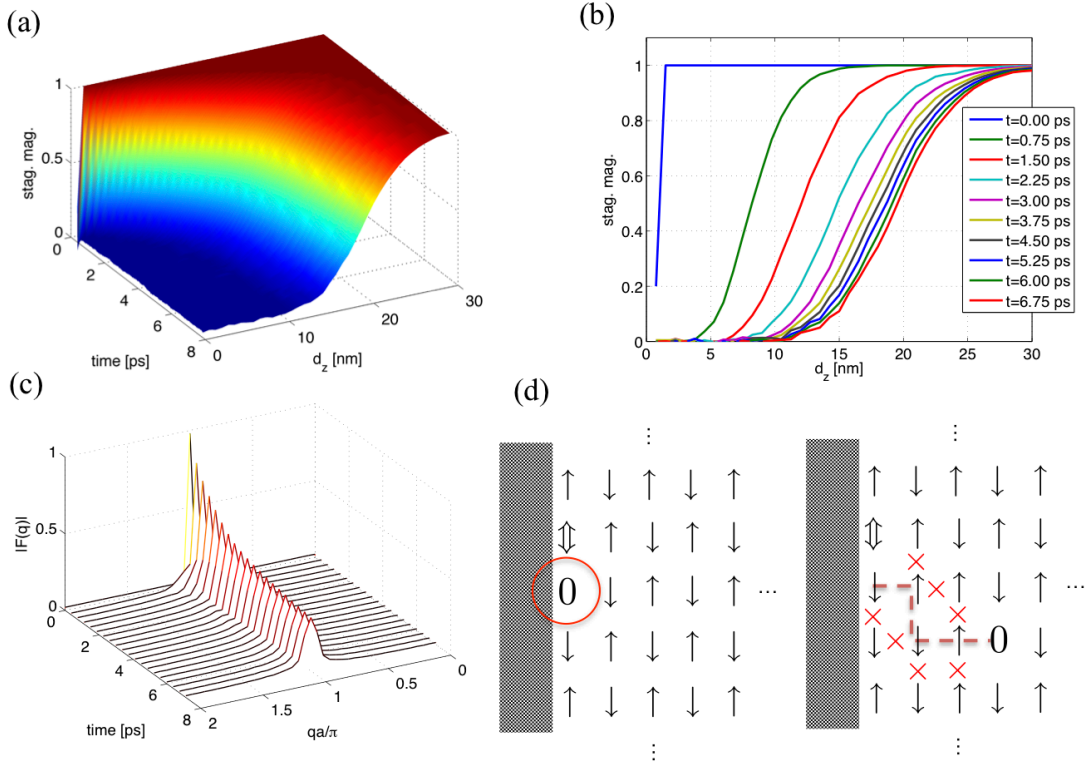 (a)
1
0.5
0
stag. mag.
0
2
4
6
8
time [ps]
0
10
20
30
d_z [nm]
(b)
1
0.8
0.6
0.4
0.2
0
stag. mag.
0
5
10
15
20
25
30
d_z [nm]
t=0.00 ps
t=0.75 ps
t=1.50 ps
t=2.25 ps
t=3.00 ps
t=3.75 ps
t=4.50 ps
t=5.25 ps
t=6.00 ps
t=6.75 ps
(c)
1
0.5
0
|F(q)|
0
2
4
6
8
time [ps]
2
1.5
1
0.5
0
qa/π
(d)
0
...
0
...